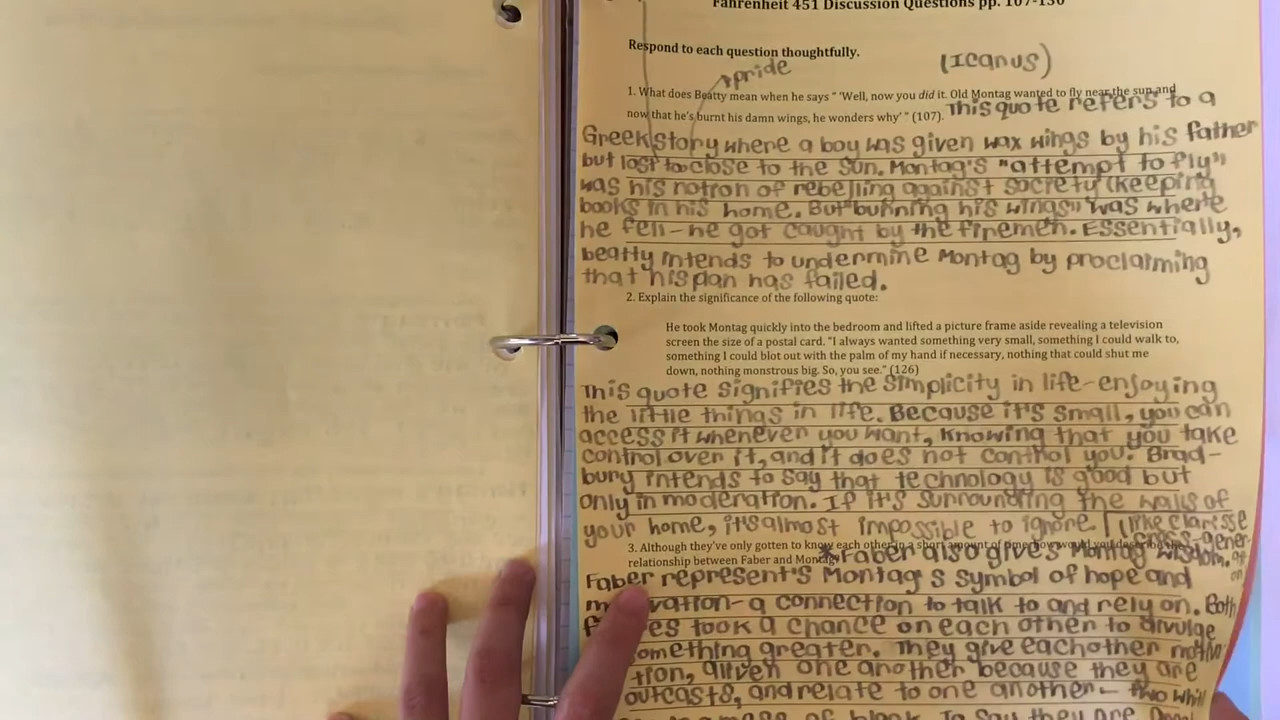 Fahrenheit 451 Discussion Questions pp. 107-130
Respond to each question thoughtfully.
(Icarus)
pride
1. What does Beatty mean when he says " 'Well, now you did it. Old Montag wanted to fly near the sun and
now that he's burnt his damn wings, he wonders why' " (107). This quote refers to a
Greek story where a boy was given wax wings by his father
but lost to close to the sun. Montag's "attempt to fly"
was his notion of rebelling against society (keeping
books in his home. But "burning his wings" was where
he fell-he got caught by the firemen. Essentially,
beatty intends to undermine Montag by proclaiming
that his plan has failed.
2. Explain the significance of the following quote:
He took Montag quickly into the bedroom and lifted a picture frame aside revealing a television
screen the size of a postal card. "I always wanted something very small, something I could walk to,
something I could blot out with the palm of my hand if necessary, nothing that could shut me
down, nothing monstrous big. So, you see." (126)
This quote signifies the simplicity in life-enjoying
the little things in life. Because it's small, you can
access it whenever you want, knowing that you take
control over it, and it does not control you. Brad-
bury intends to say that technology is good but
only in moderation. If it's surrounding the walls of
your home, it's almost impossible to ignore. like Clarisse
3. Although they've only gotten to know each other in a short amount of time, how would you describe the
relationship between Faber and Montag? *Faber also gives Montag wisdom.
Faber represent's Montag's symbol of hope and
a connection to talk to and rely on. Both
took a chance on each other to divulge
something greater. They give eachother
one another because they are
outcasts, and relate to one another- two
of black. To say they are